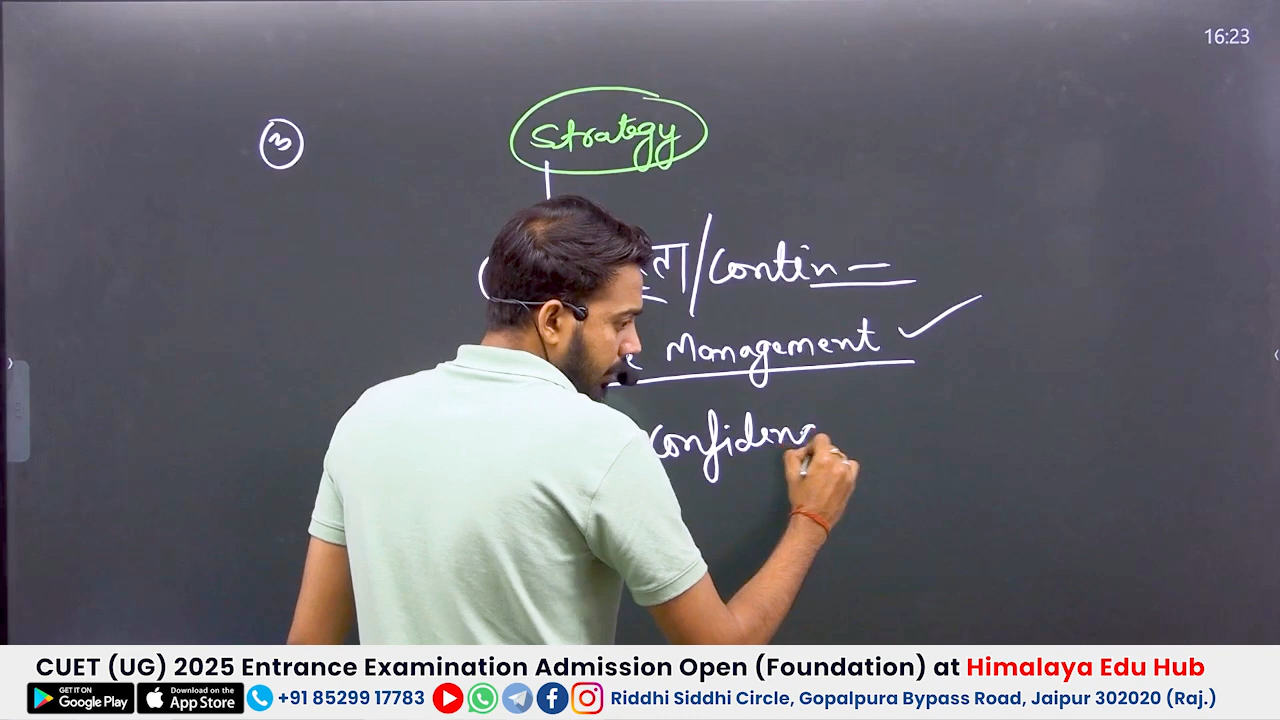 16:23
3
Strategy
ता/contin
Management
confiden
CUET (UG) 2025 Entrance Examination Admission Open (Foundation) at Himalaya Edu Hub
GET IT ON Google Play Download on the App Store +91 85299 17783 Riddhi Siddhi Circle, Gopalpura Bypass Road, Jaipur 302020 (Raj.)